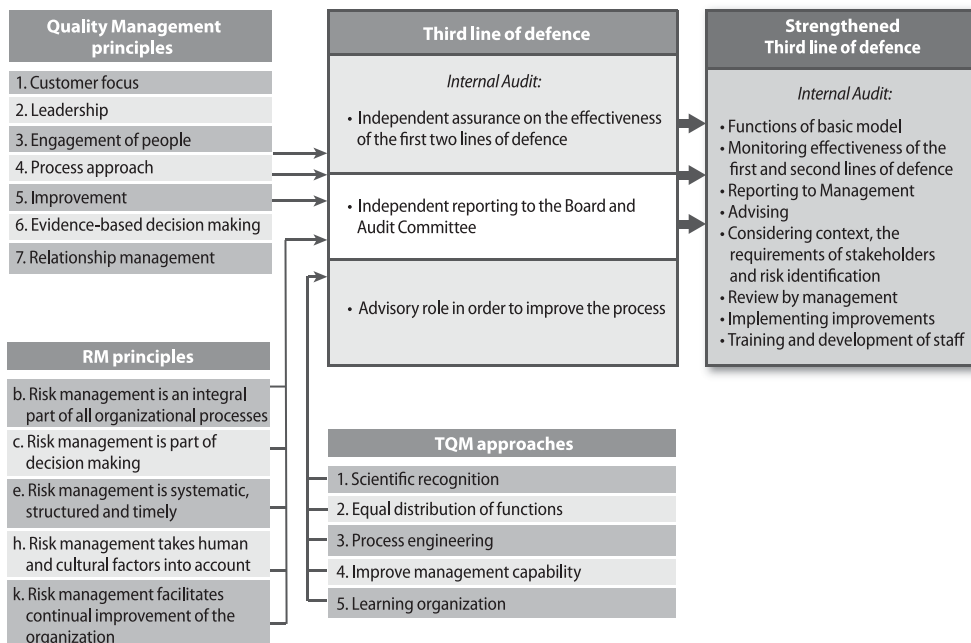 Quality Management
principles
1. Customer focus
2. Leadership
3. Engagement of people
4. Process approach
5. Improvement
6. Evidence-based decision making
7. Relationship management
RM principles
b. Risk management is an integral
part of all organizational processes
c. Risk management is part of
decision making
e. Risk management is systematic,
structured and timely
h. Risk management takes human
and cultural factors into account
k. Risk management facilitates
continual improvement of the
organization
Third line of defence
Internal Audit:
• Independent assurance on the effectiveness
of the first two lines of defence
• Independent reporting to the Board and
Audit Committee
• Advisory role in order to improve the process
TQM approaches
1. Scientific recognition
2. Equal distribution of functions
3. Process engineering
4. Improve management capability
5. Learning organization
Strengthened
Third line of defence
Internal Audit:
• Functions of basic model
• Monitoring effectiveness of the
first and second lines of defence
• Reporting to Management
• Advising
• Considering context, the
requirements of stakeholders
and risk identification
• Review by management
• Implementing improvements
• Training and development of staff